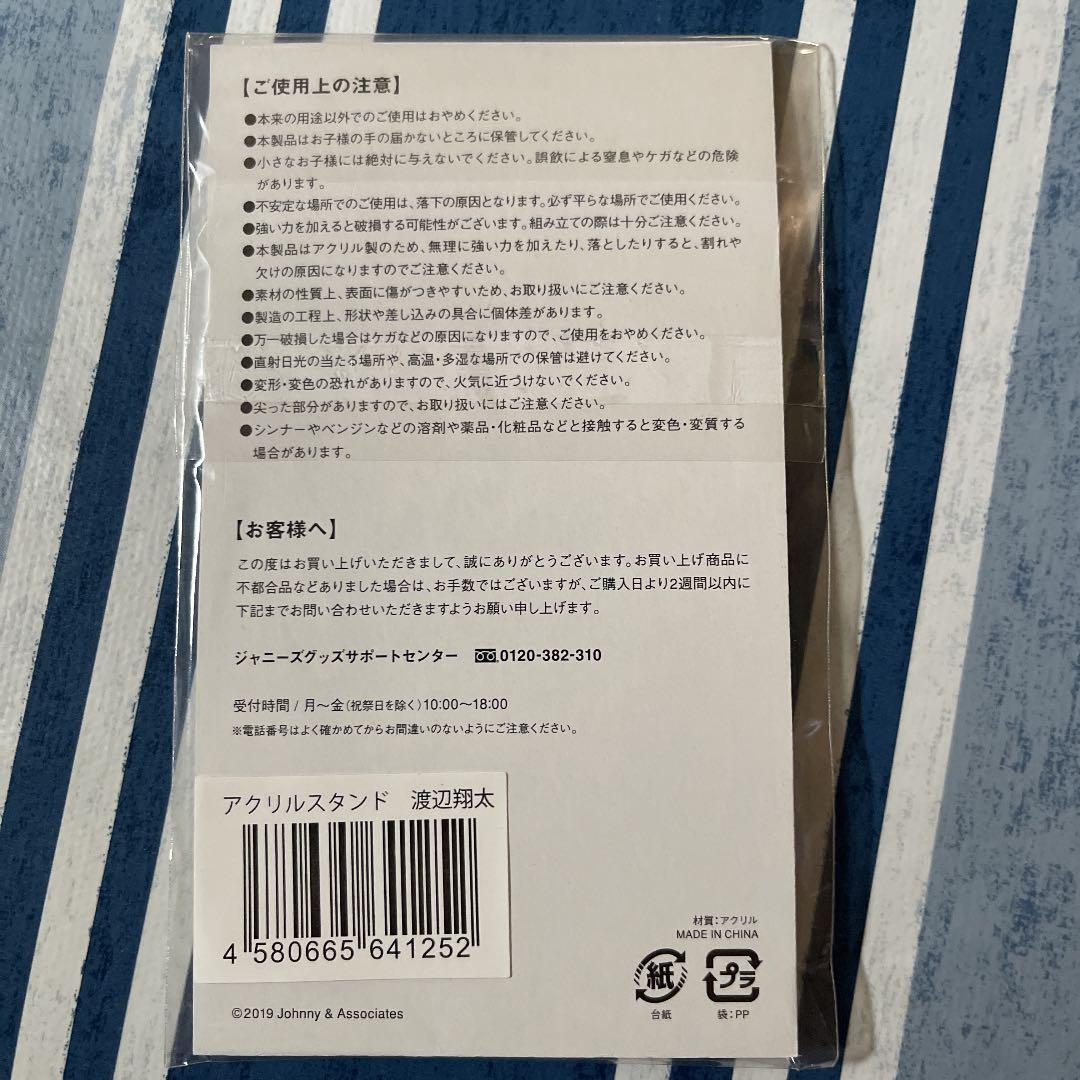 【ご使用上の注意】
●本来の用途以外でのご使用はおやめください。
●本製品はお子様の手の届かないところに保管してください。
●小さなお子様には絶対に与えないでください。誤飲による窒息やケガなどの危険
があります。
●不安定な場所でのご使用は、落下の原因となります。必ず平らな場所でご使用ください。
●強い力を加えると破損する可能性がございます。組み立ての際は十分ご注意ください。
●本製品はアクリル製のため、無理に強い力を加えたり、落としたりすると、割れや
欠けの原因になりますのでご注意ください。
●素材の性質上、表面に傷がつきやすいため、お取り扱いにご注意ください。
●製造の工程上、形状や差し込みの具合に個体差があります。
●万一破損した場合はケガなどの原因になりますので、ご使用をおやめください。
●直射日光の当たる場所や、高温・多湿な場所での保管は避けてください。
●変形・変色の恐れがありますので、火気に近づけないでください。
●尖った部分がありますので、お取り扱いにはご注意ください。
●シンナーやベンジンなどの溶剤や薬品・化粧品などと接触すると変色・変質する
場合があります。
【お客様へ】
この度はお買い上げいただきまして、誠にありがとうございます。お買い上げ商品に
不都合品などありました場合は、お手数ではございますが、ご購入日より2週間以内に
下記までお問い合わせいただきますようお願い申し上げます。
ジャニーズグッズサポートセンター 0120-382-310
受付時間 / 月〜金(祝祭日を除く)10:00〜18:00
※電話番号はよく確かめてからお間違いのないようにご注意ください。
アクリルスタンド 渡辺翔太
4 580665 641252
©2019 Johnny & Associates
材質:アクリル
MADE IN CHINA
紙 プラ
台紙 袋:PP